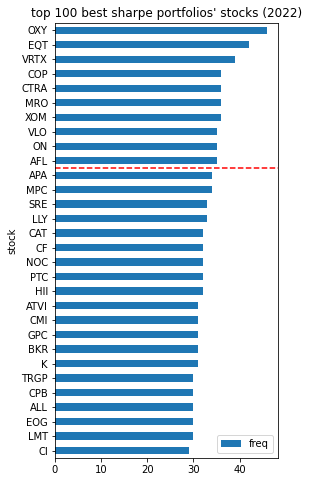 top 100 best sharpe portfolios' stocks (2022)
OXY
EQT
VRTX
COP
CTRA
MRO
XOM
VLO
ON
AFL
APA
MPC
SRE
LLY
CAT
CF
NOC
PTC
HII
ATVI
CMI
GPC
BKR
K
TRGP
CPB
ALL
EOG
LMT
CI
stock
freq
0 10 20 30 40